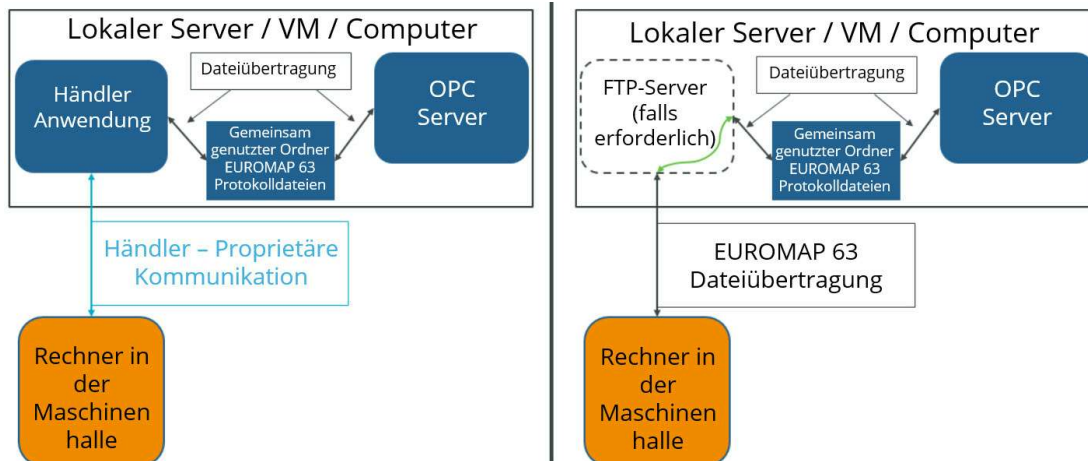 Lokaler Server / VM / Computer
Händler
Anwendung
Dateiübertragung
OPC
Server
Gemeinsam
genutzter Ordner
EUROMAP 63
Protokolldateien
Händler – Proprietäre
Kommunikation
Rechner in
der
Maschinen
halle
Lokaler Server / VM / Computer
FTP-Server
(falls
erforderlich)
Dateiübertragung
OPC
Server
Gemeinsam
genutzter Ordner
EUROMAP 63
Protokolldateien
EUROMAP 63
Dateiübertragung
Rechner in
der
Maschinen
halle